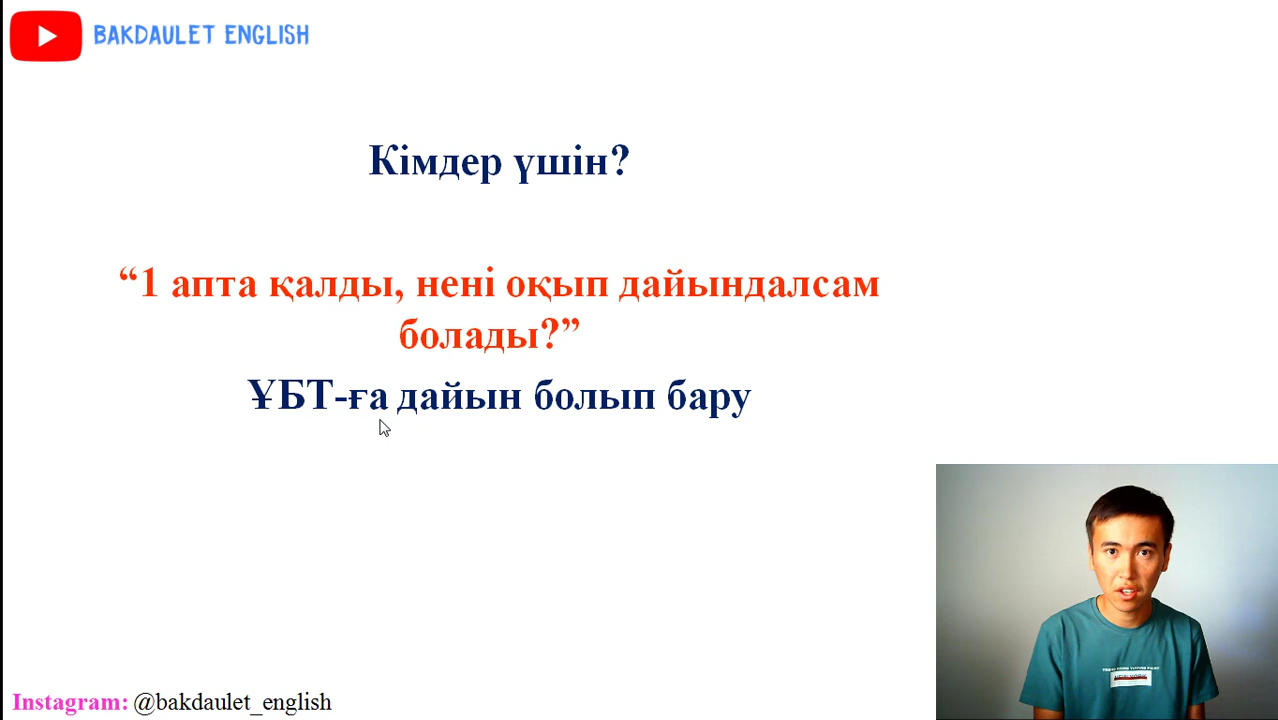 BAKDAULET ENGLISH
Кімдер үшін?
“1 апта қалды, нені оқып дайындалсам
болады?”
ҰБТ-ға дайын болып бару
Instagram: @bakdaulet_english